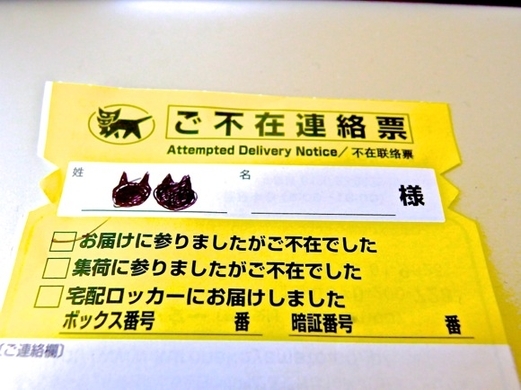 ご不在連絡票
Attempted Delivery Notice／不在联络票
姓 名 様
お届けに参りましたがご不在でした
集荷に参りましたがご不在でした
宅配ロッカーにお届けしました
ボックス番号 番 暗証番号 番
(ご連絡欄)